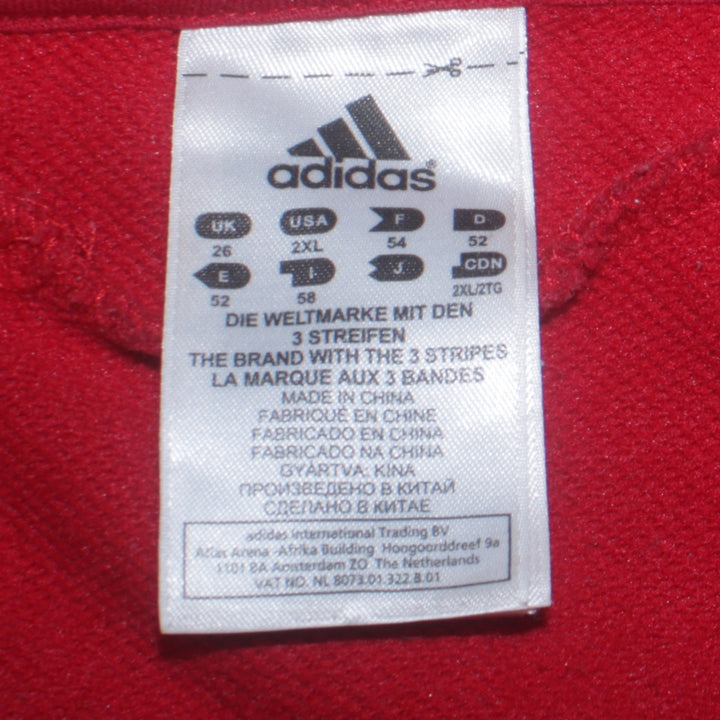 adidas®
UK USA F D
26 2XL 54 52
E I J CDN
52 58 2XL/2TG
DIE WELTMARKE MIT DEN
3 STREIFEN
THE BRAND WITH THE 3 STRIPES
LA MARQUE AUX 3 BANDES
MADE IN CHINA
FABRIQUÉ EN CHINE
FABRICADO EN CHINA
FABRICADO NA CHINA
GYÁRTVA: KÍNA
ПРОИЗВЕДЕНО В КИТАЙ
СДЕЛАНО В КИТАЕ
adidas International Trading BV
Atlas Arena -Afrika Building Hoogoorddreef 9a
1101 BA Amsterdam ZO The Netherlands
VAT NO. NL 8073.01.322.B.01